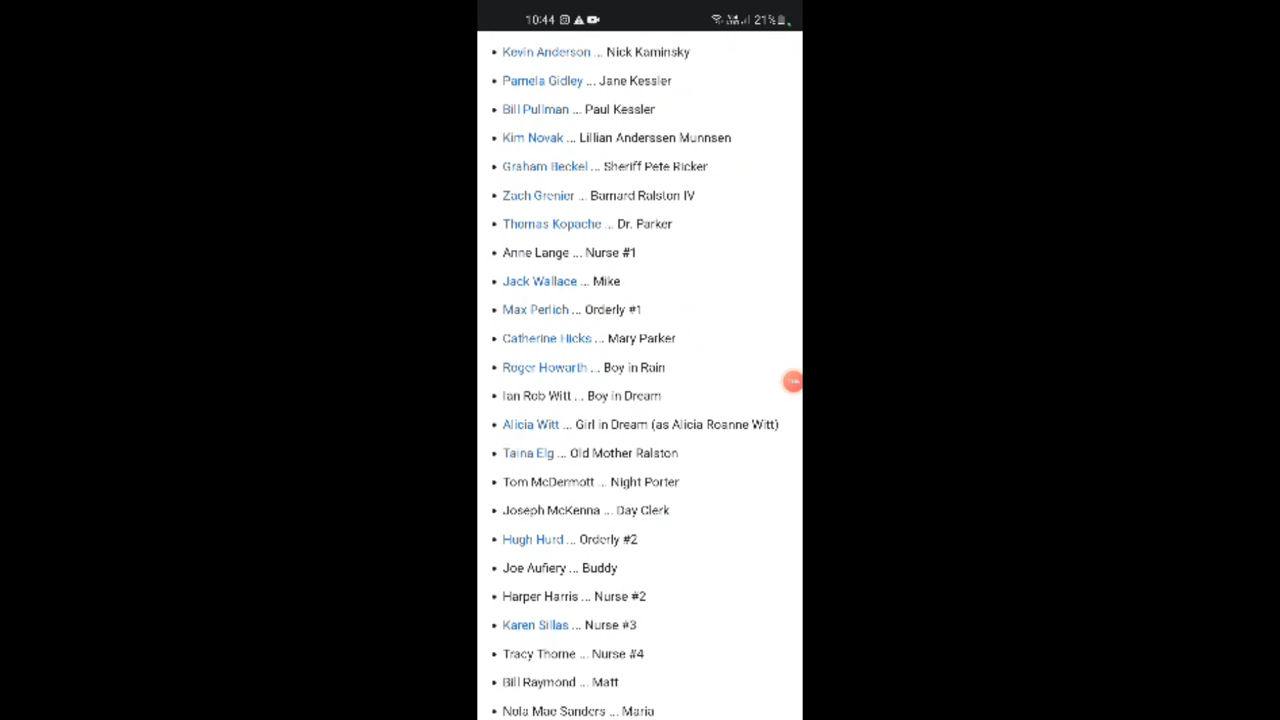 10:44 21%
• Kevin Anderson ... Nick Kaminsky
• Pamela Gidley ... Jane Kessler
• Bill Pullman ... Paul Kessler
• Kim Novak ... Lillian Anderssen Munnsen
• Graham Beckel ... Sheriff Pete Ricker
• Zach Grenier ... Barnard Ralston IV
• Thomas Kopache ... Dr. Parker
• Anne Lange ... Nurse #1
• Jack Wallace ... Mike
• Max Perlich ... Orderly #1
• Catherine Hicks ... Mary Parker
• Roger Howarth ... Boy in Rain
• Ian Rob Witt ... Boy in Dream
• Alicia Witt ... Girl in Dream (as Alicia Roanne Witt)
• Taina Elg ... Old Mother Ralston
• Tom McDermott ... Night Porter
• Joseph McKenna ... Day Clerk
• Hugh Hurd ... Orderly #2
• Joe Aufiery ... Buddy
• Harper Harris ... Nurse #2
• Karen Sillas ... Nurse #3
• Tracy Thorne ... Nurse #4
• Bill Raymond ... Matt
• Nola Mae Sanders ... Maria